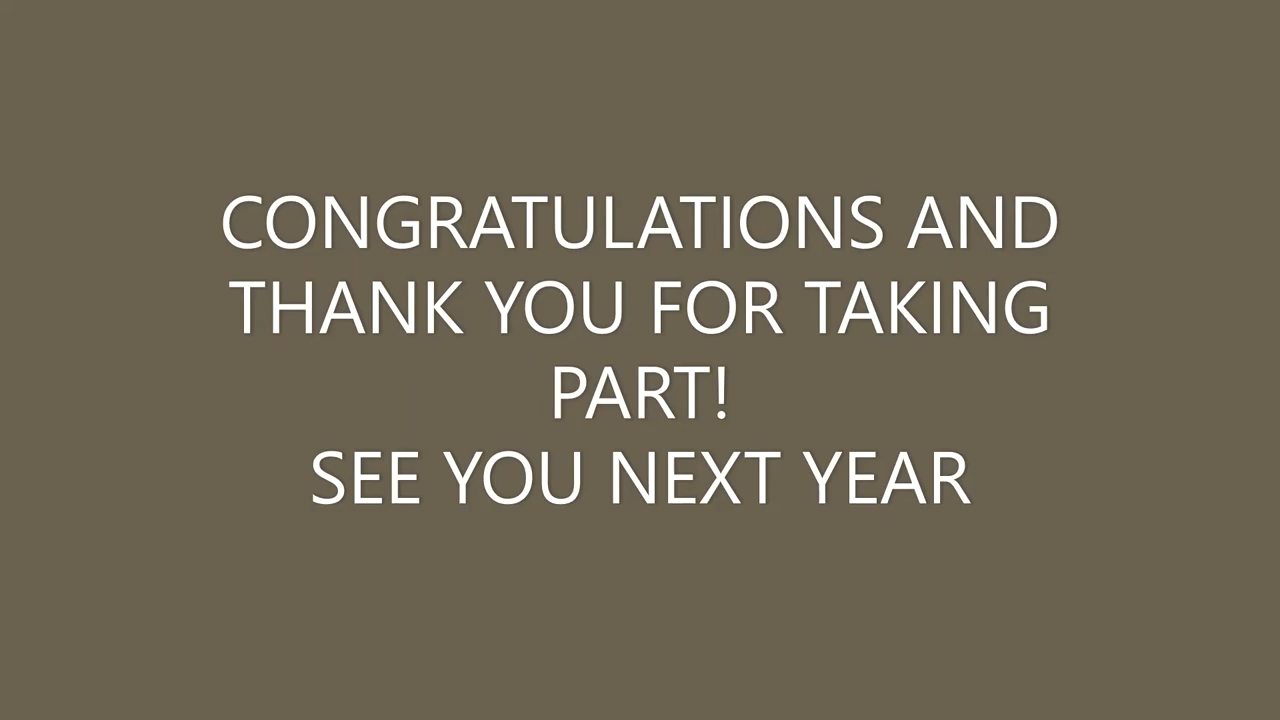 CONGRATULATIONS AND
THANK YOU FOR TAKING
PART!
SEE YOU NEXT YEAR